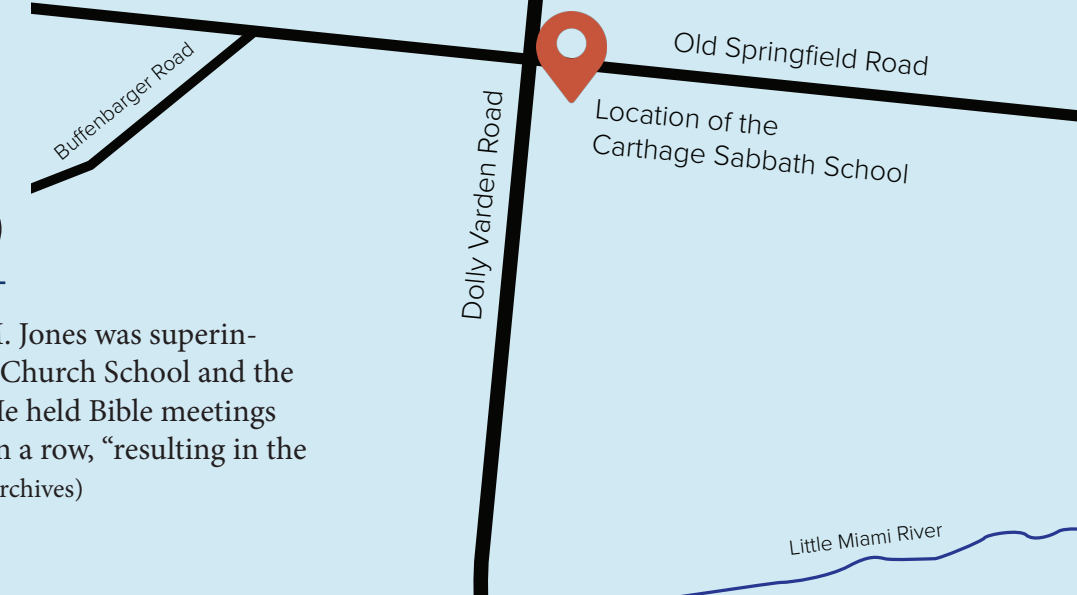 Old Springfield Road
Buffenbarger Road
Dolly Varden Road
Location of the
Carthage Sabbath School
. Jones was superin-
Church School and the
He held Bible meetings
a row, “resulting in the
Little Miami River